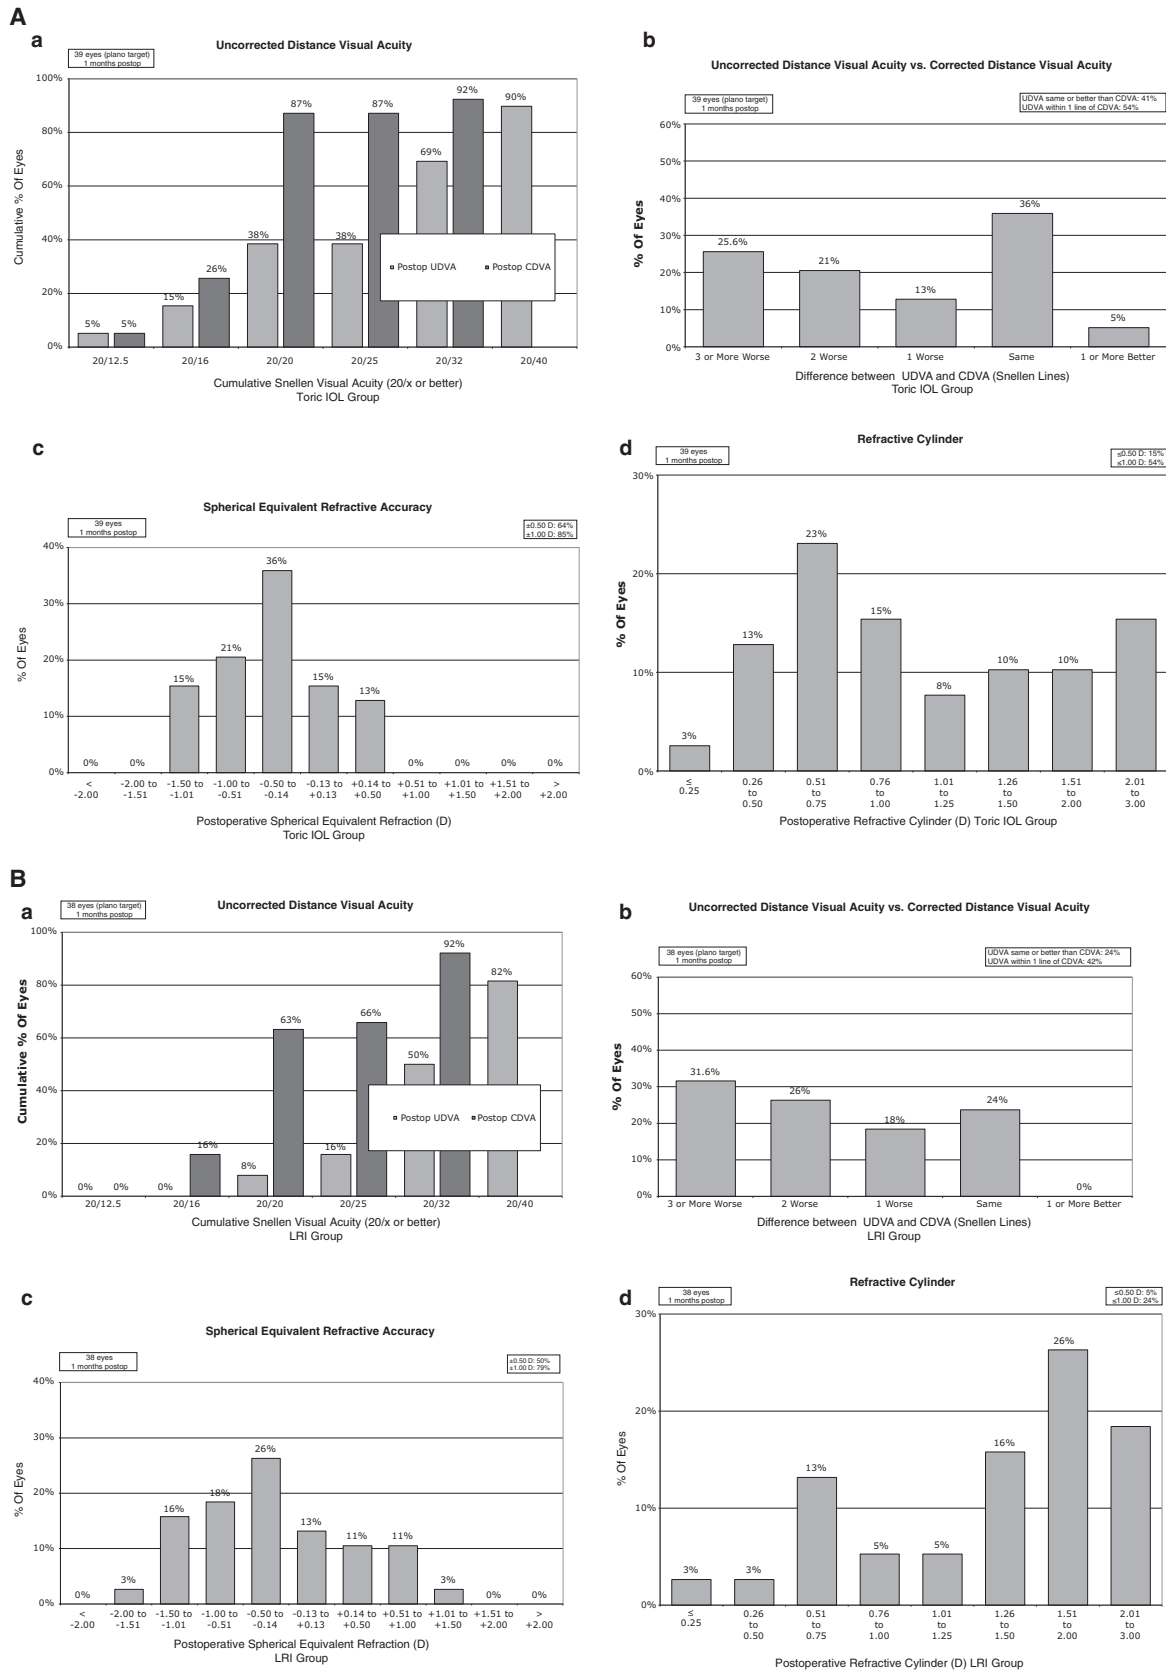 A
a
Uncorrected Distance Visual Acuity
39 eyes (plano target)
1 months postop
Cumulative % Of Eyes
100%
80%
60%
40%
20%
0%
5%
5%
15%
26%
38%
87%
38%
87%
69%
92%
90%
Postop UDVA
Postop CDVA
20/12.5
20/16
20/20
20/25
20/32
20/40
Cumulative Snellen Visual Acuity (20/x or better)
Toric IOL Group
b
Uncorrected Distance Visual Acuity vs. Corrected Distance Visual Acuity
39 eyes (plano target)
1 months postop
UDVA same or better than CDVA: 41%
UDVA within 1 line of CDVA: 54%
% Of Eyes
60%
50%
40%
30%
20%
10%
0%
25.6%
21%
13%
36%
5%
3 or More Worse
2 Worse
1 Worse
Same
1 or More Better
Difference between UDVA and CDVA (Snellen Lines)
Toric IOL Group
c
Spherical Equivalent Refractive Accuracy
39 eyes
1 months postop
±0.50 D: 64%
±1.00 D: 85%
% Of Eyes
40%
30%
20%
10%
0%
0%
0%
15%
21%
36%
15%
13%
0%
0%
0%
0%
< -2.00
-2.00 to -1.51
-1.50 to -1.01
-1.00 to -0.51
-0.50 to -0.14
-0.13 to +0.13
+0.14 to +0.50
+0.51 to +1.00
+1.01 to +1.50
+1.51 to +2.00
> +2.00
Postoperative Spherical Equivalent Refraction (D)
Toric IOL Group
d
Refractive Cylinder
39 eyes
1 months postop
≤0.50 D: 15%
≤1.00 D: 54%
% Of Eyes
30%
20%
10%
0%
3%
13%
23%
15%
8%
10%
10%
≤ 0.25
0.26 to 0.50
0.51 to 0.75
0.76 to 1.00
1.01 to 1.25
1.26 to 1.50
1.51 to 2.00
2.01 to 3.00
Postoperative Refractive Cylinder (D) Toric IOL Group
B
a
Uncorrected Distance Visual Acuity
38 eyes (plano target)
1 months postop
Cumulative % Of Eyes
100%
80%
60%
40%
20%
0%
0%
0%
0%
16%
8%
63%
16%
66%
50%
92%
82%
Postop UDVA
Postop CDVA
20/12.5
20/16
20/20
20/25
20/32
20/40
Cumulative Snellen Visual Acuity (20/x or better)
LRI Group
b
Uncorrected Distance Visual Acuity vs. Corrected Distance Visual Acuity
38 eyes (plano target)
1 months postop
UDVA same or better than CDVA: 24%
UDVA within 1 line of CDVA: 42%
% Of Eyes
60%
50%
40%
30%
20%
10%
0%
31.6%
26%
18%
24%
0%
3 or More Worse
2 Worse
1 Worse
Same
1 or More Better
Difference between UDVA and CDVA (Snellen Lines)
LRI Group
c
Spherical Equivalent Refractive Accuracy
38 eyes
1 months postop
±0.50 D: 50%
±1.00 D: 79%
% Of Eyes
40%
30%
20%
10%
0%
0%
3%
16%
18%
26%
13%
11%
11%
3%
0%
0%
< -2.00
-2.00 to -1.51
-1.50 to -1.01
-1.00 to -0.51
-0.50 to -0.14
-0.13 to +0.13
+0.14 to +0.50
+0.51 to +1.00
+1.01 to +1.50
+1.51 to +2.00
> +2.00
Postoperative Spherical Equivalent Refraction (D)
LRI Group
d
Refractive Cylinder
38 eyes
1 months postop
≤0.50 D: 5%
≤1.00 D: 24%
% Of Eyes
30%
20%
10%
0%
3%
3%
13%
5%
5%
16%
26%
≤ 0.25
0.26 to 0.50
0.51 to 0.75
0.76 to 1.00
1.01 to 1.25
1.26 to 1.50
1.51 to 2.00
2.01 to 3.00
Postoperative Refractive Cylinder (D) LRI Group